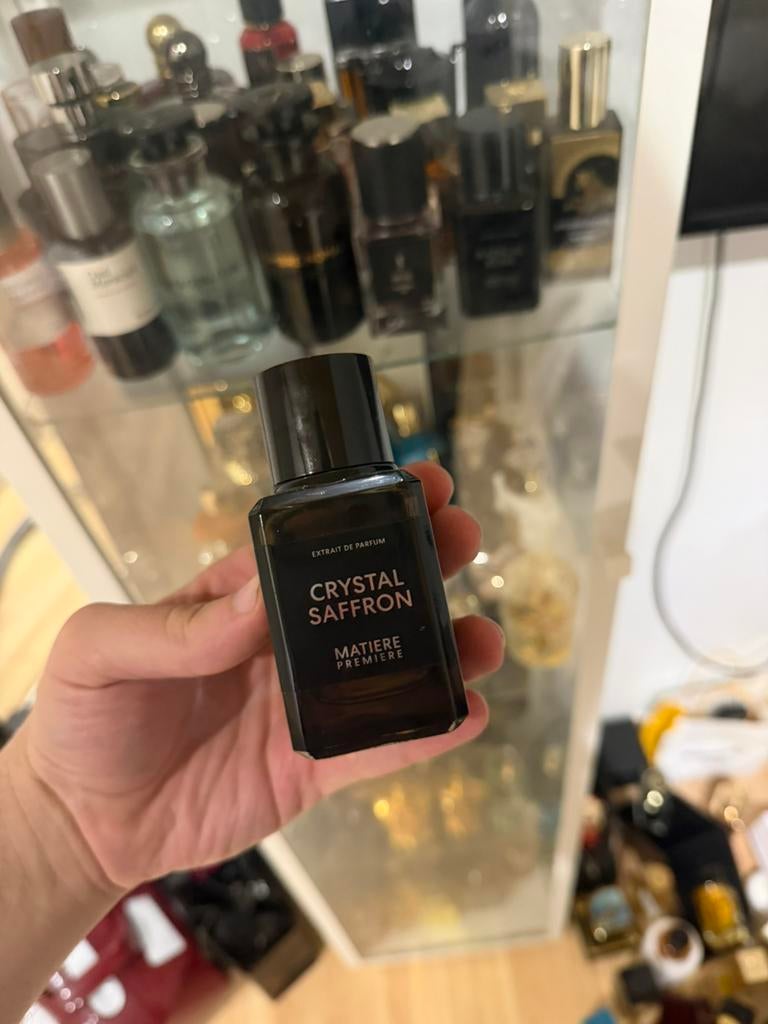 EXTRAIT DE PARFUM
CRYSTAL
SAFFRON
MATIERE
PREMIERE